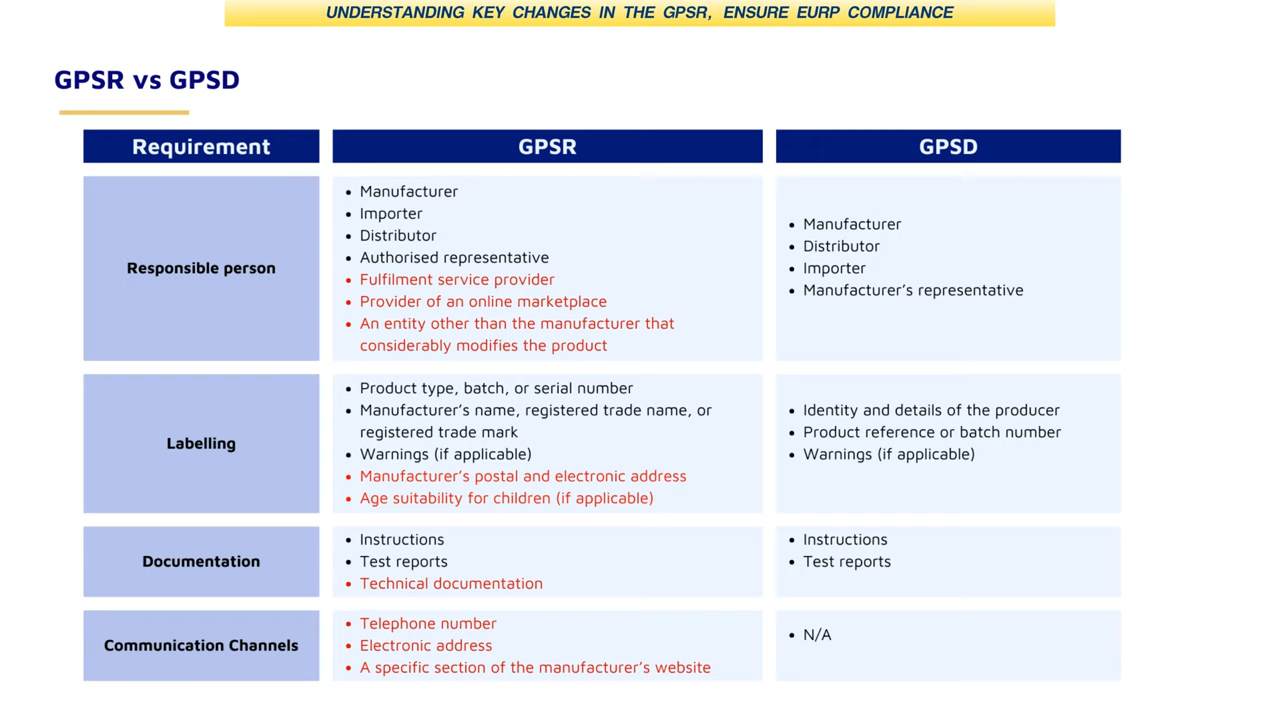 UNDERSTANDING KEY CHANGES IN THE GPSR, ENSURE EURP COMPLIANCE
GPSR vs GPSD
Requirement
GPSR
GPSD
Responsible person
• Manufacturer
• Importer
• Distributor
• Authorised representative
• Fulfilment service provider
• Provider of an online marketplace
• An entity other than the manufacturer that
considerably modifies the product
• Manufacturer
• Distributor
• Importer
• Manufacturer’s representative
Labelling
• Product type, batch, or serial number
• Manufacturer’s name, registered trade name, or
registered trade mark
• Warnings (if applicable)
• Manufacturer’s postal and electronic address
• Age suitability for children (if applicable)
• Identity and details of the producer
• Product reference or batch number
• Warnings (if applicable)
Documentation
• Instructions
• Test reports
• Technical documentation
• Instructions
• Test reports
Communication Channels
• Telephone number
• Electronic address
• A specific section of the manufacturer’s website
• N/A